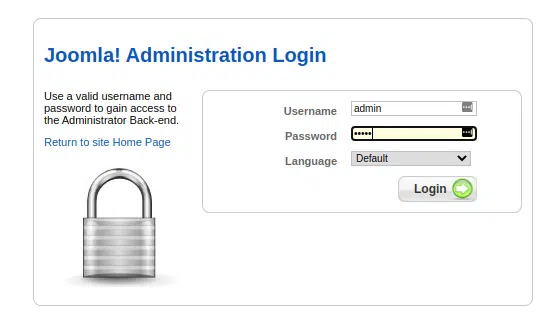 Joomla! Administration Login
Use a valid username and
password to gain access to
the Administrator Back-end.
Return to site Home Page
Username admin
Password •••••
Language Default
Login